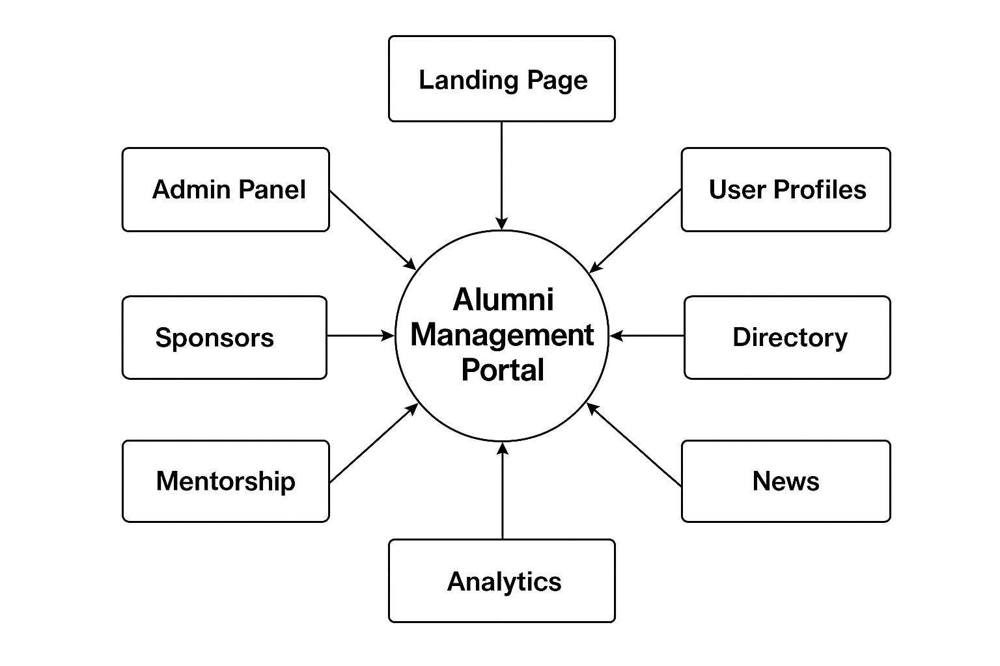 Landing Page
Admin Panel
User Profiles
Alumni
Management
Portal
Sponsors
Directory
Mentorship
News
Analytics